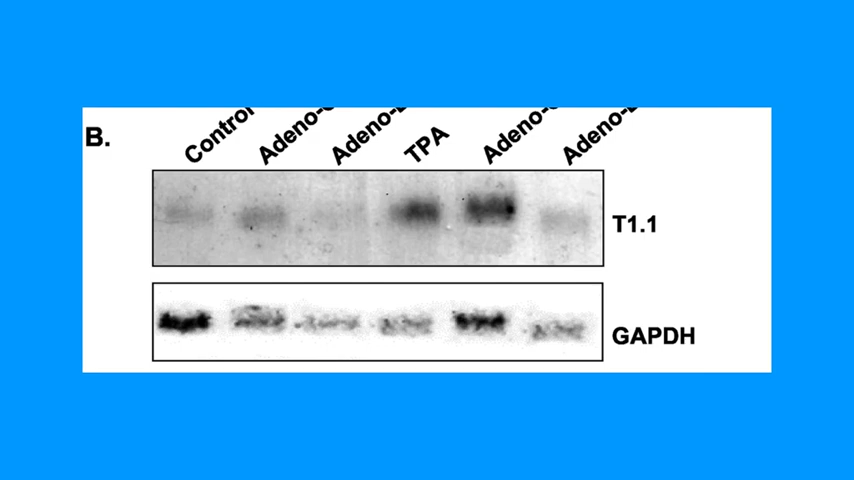 B.
Control
Adeno-
Adeno-
TPA
Adeno-
Adeno-
T1.1
GAPDH